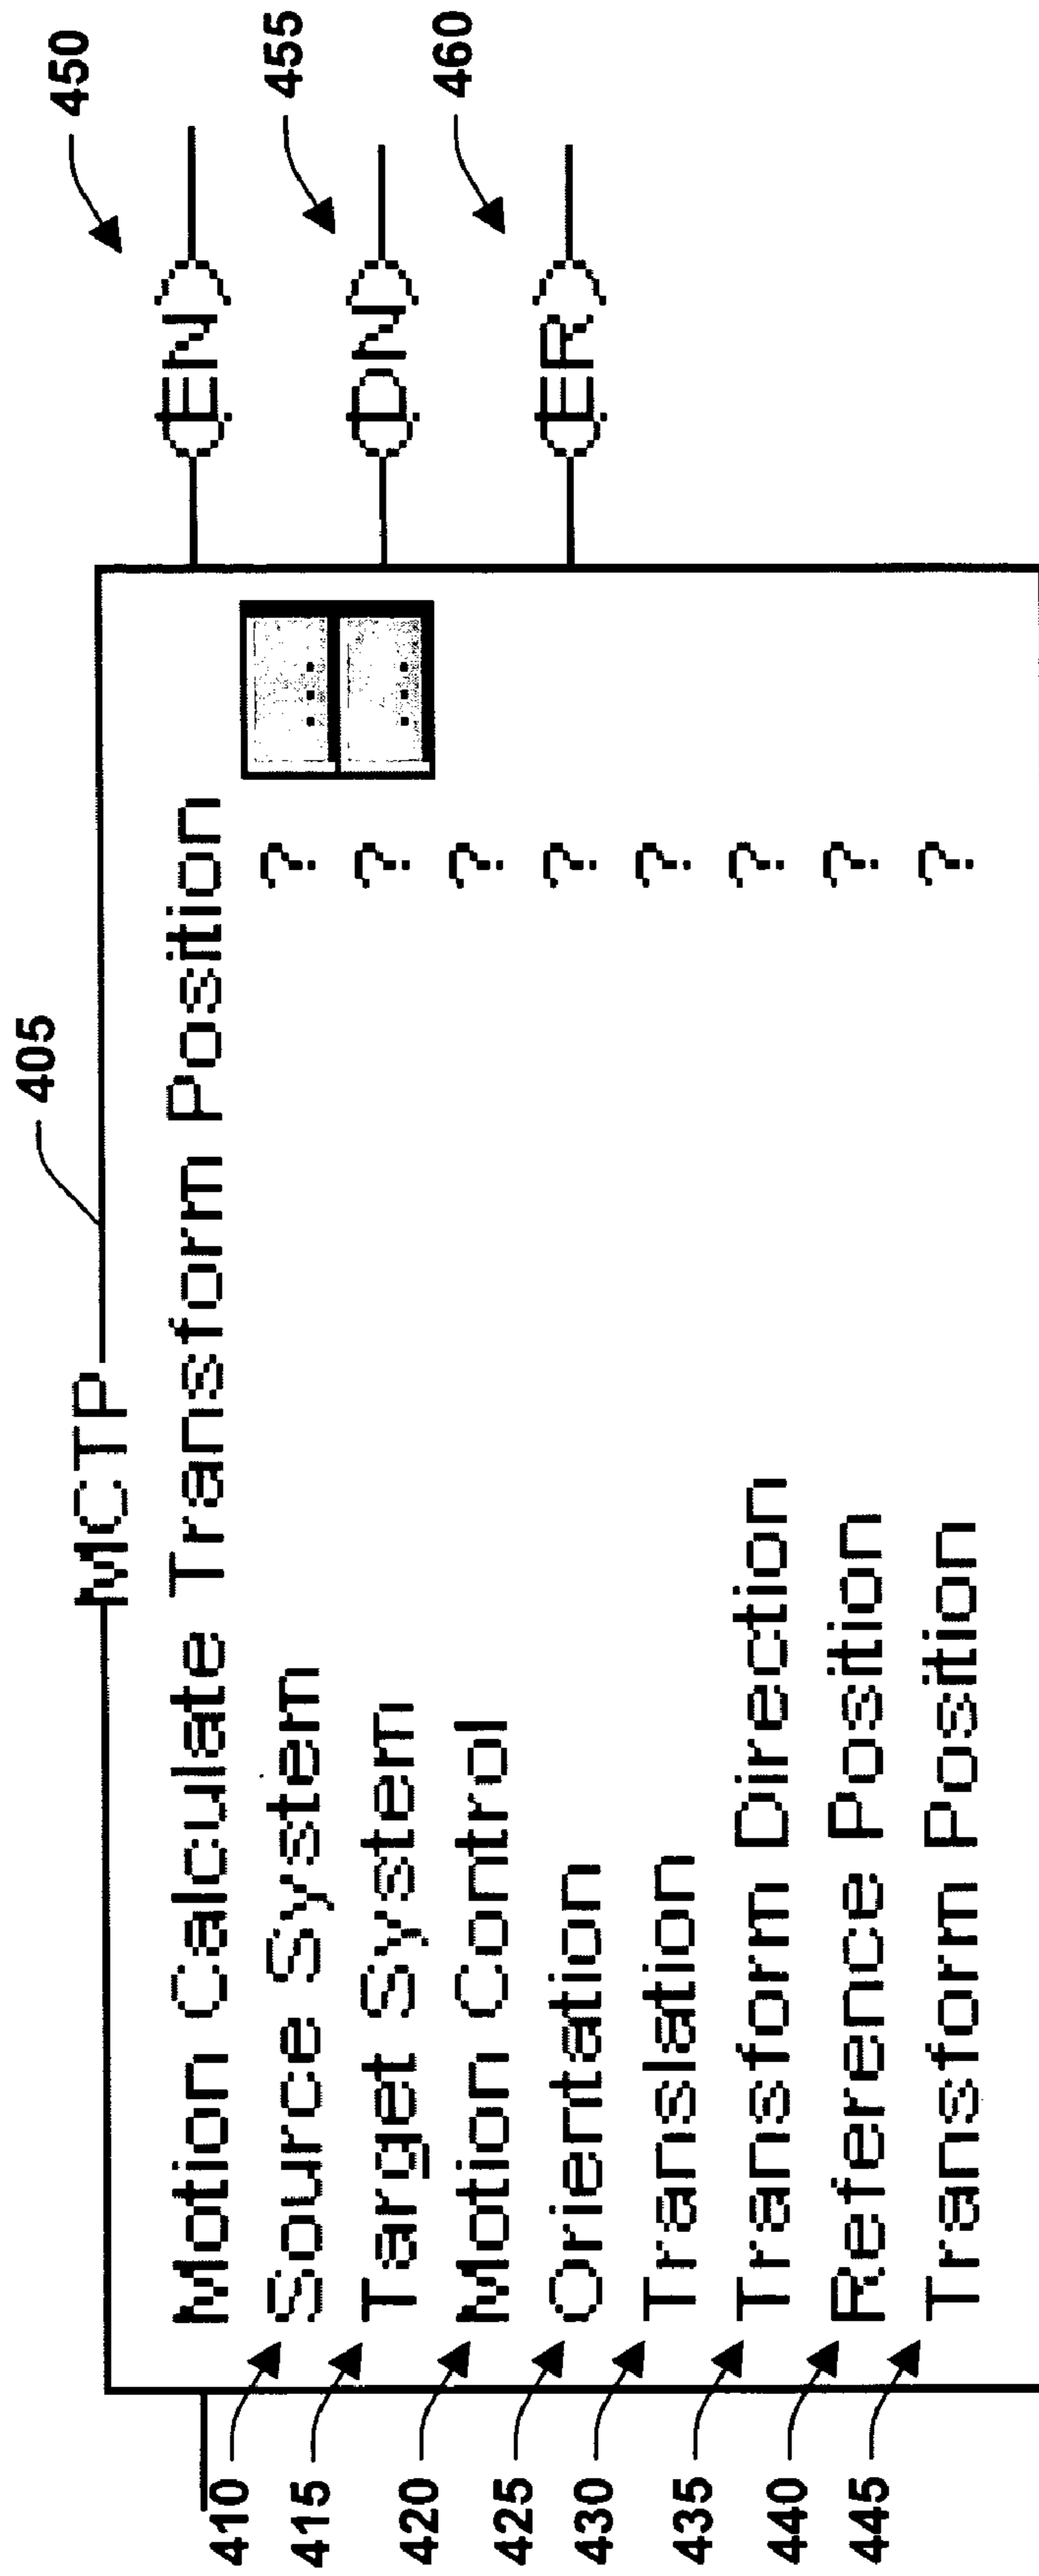 405
MCTP
Motion Calculate Transform Position
410 Source System ? ...
415 Target System ? ...
420 Motion Control ?
425 Orientation ?
430 Translation ?
435 Transform Direction ?
440 Reference Position ?
445 Transform Position ?
(EN) 450
(DN) 455
(ER) 460